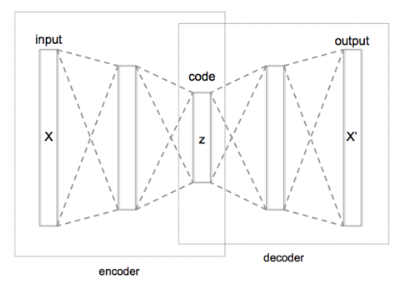 input
output
code
X
z
X'
encoder
decoder